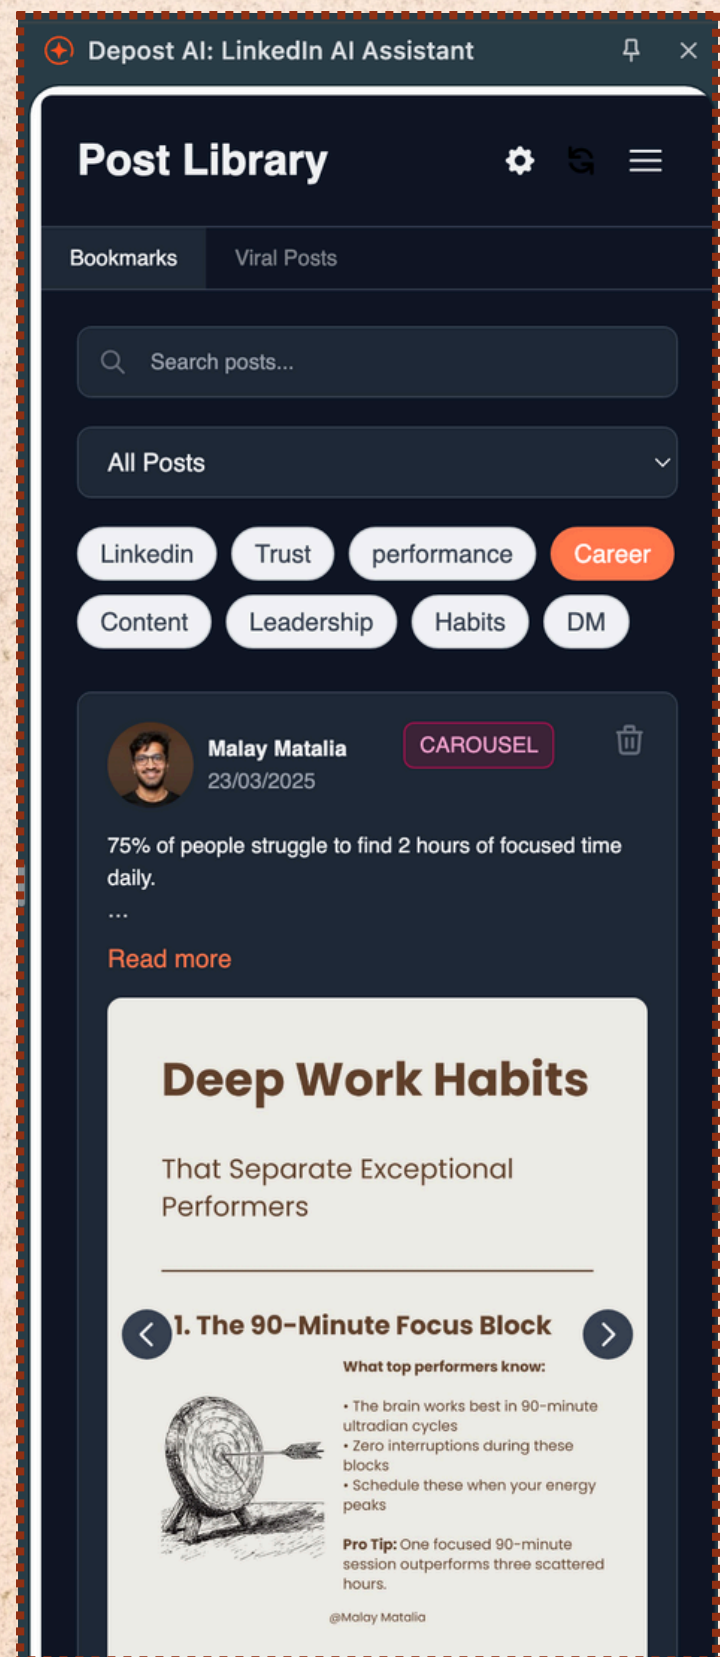 Depost AI: LinkedIn AI Assistant
Post Library
Bookmarks
Viral Posts
Search posts...
All Posts
Linkedin
Trust
performance
Career
Content
Leadership
Habits
DM
Malay Matalia
CAROUSEL
23/03/2025
75% of people struggle to find 2 hours of focused time
daily.
...
Read more
Deep Work Habits
That Separate Exceptional
Performers
1. The 90-Minute Focus Block
What top performers know:
• The brain works best in 90-minute
ultradian cycles
• Zero interruptions during these
blocks
• Schedule these when your energy
peaks
Pro Tip: One focused 90-minute
session outperforms three scattered
hours.
@Malay Matalia